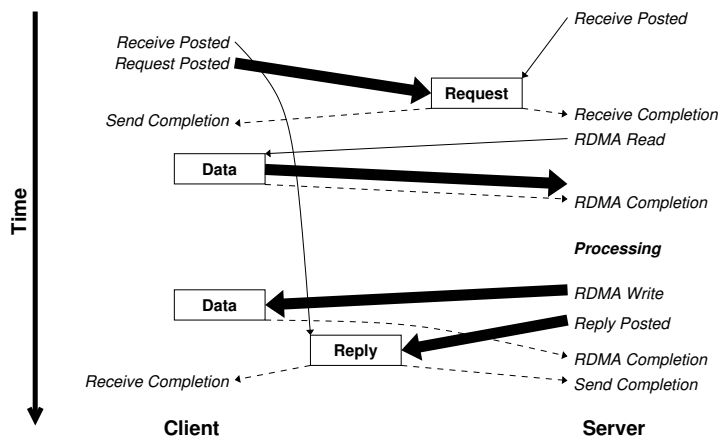 Receive Posted
Receive Posted
Request Posted
Request
Send Completion
Receive Completion
RDMA Read
Data
RDMA Completion
Time
Processing
Data
RDMA Write
Reply Posted
Reply
RDMA Completion
Receive Completion
Send Completion
Client
Server